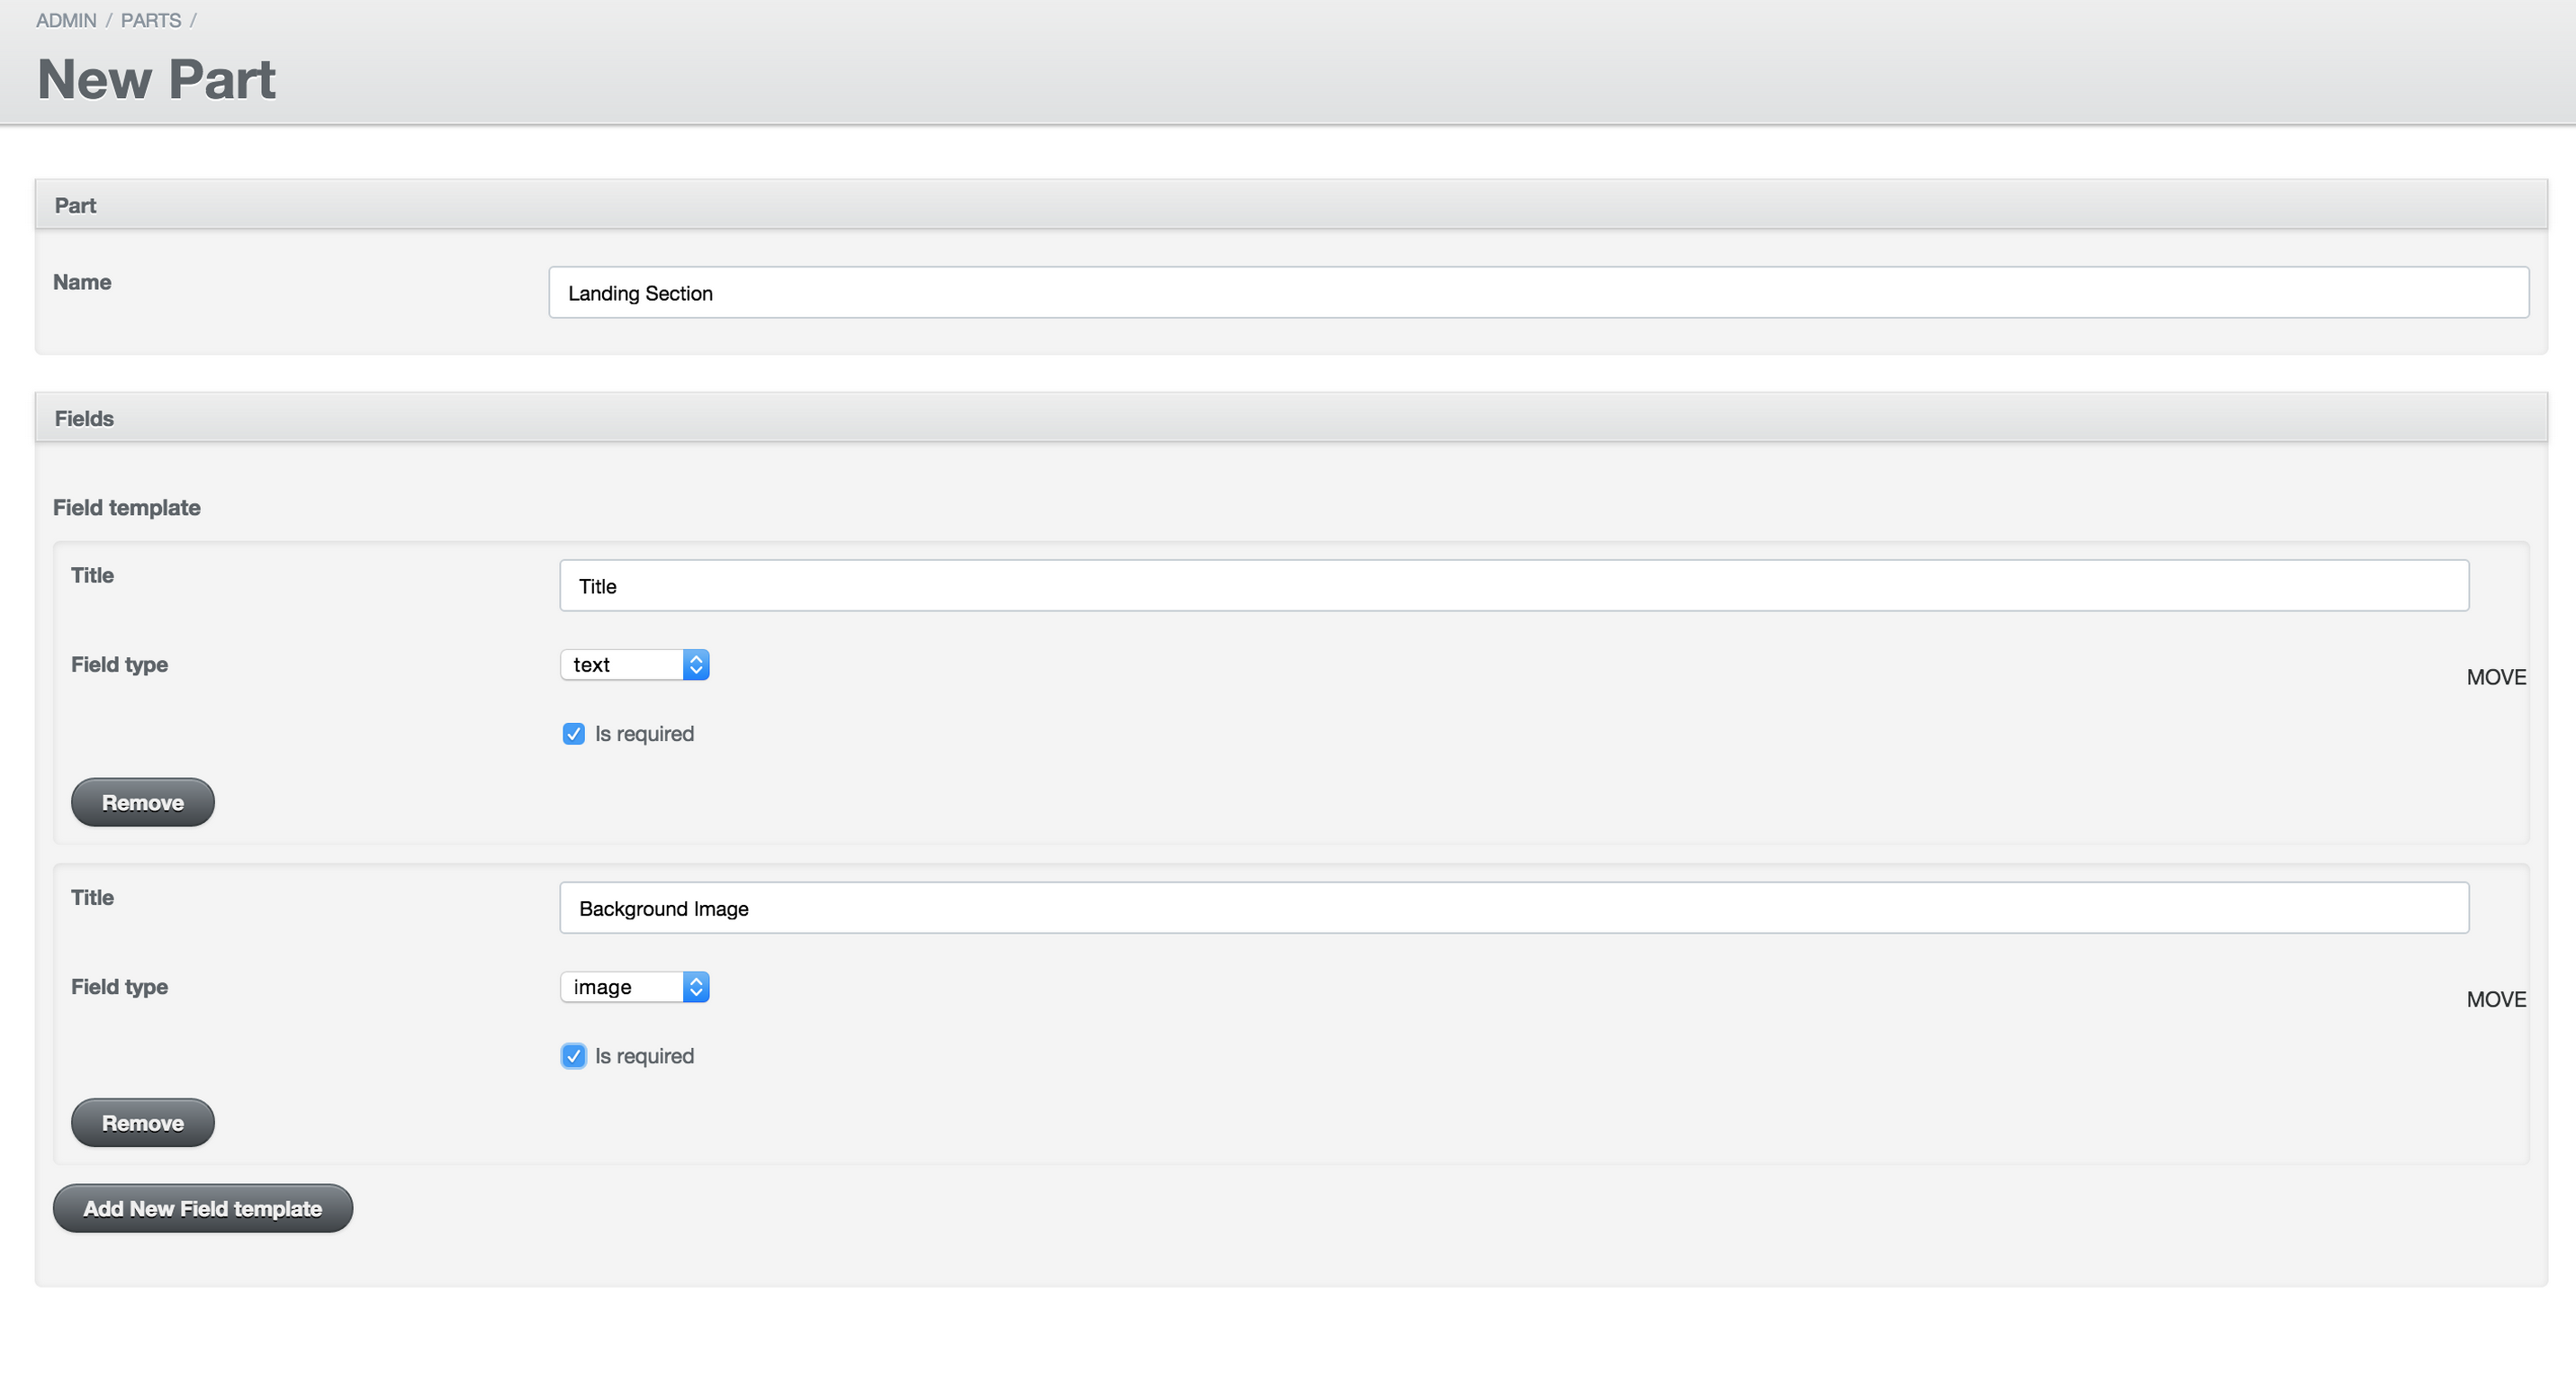 ADMIN / PARTS /
New Part
Part
Name
Landing Section
Fields
Field template
Title
Title
Field type
text
MOVE
Is required
Remove
Title
Background Image
Field type
image
MOVE
Is required
Remove
Add New Field template